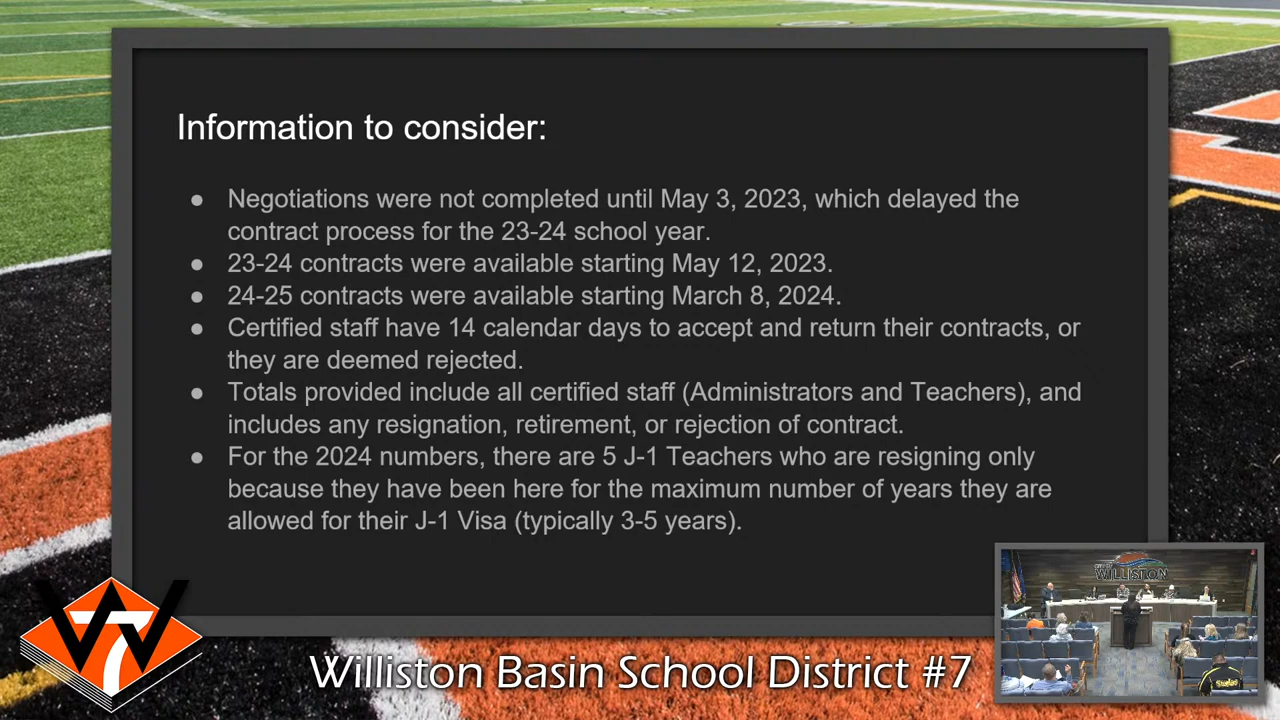 Information to consider:
● Negotiations were not completed until May 3, 2023, which delayed the
contract process for the 23-24 school year.
● 23-24 contracts were available starting May 12, 2023.
● 24-25 contracts were available starting March 8, 2024.
● Certified staff have 14 calendar days to accept and return their contracts, or
they are deemed rejected.
● Totals provided include all certified staff (Administrators and Teachers), and
includes any resignation, retirement, or rejection of contract.
● For the 2024 numbers, there are 5 J-1 Teachers who are resigning only
because they have been here for the maximum number of years they are
allowed for their J-1 Visa (typically 3-5 years).
CITY OF
WILLISTON
Steelers
W7
Williston Basin School District #7